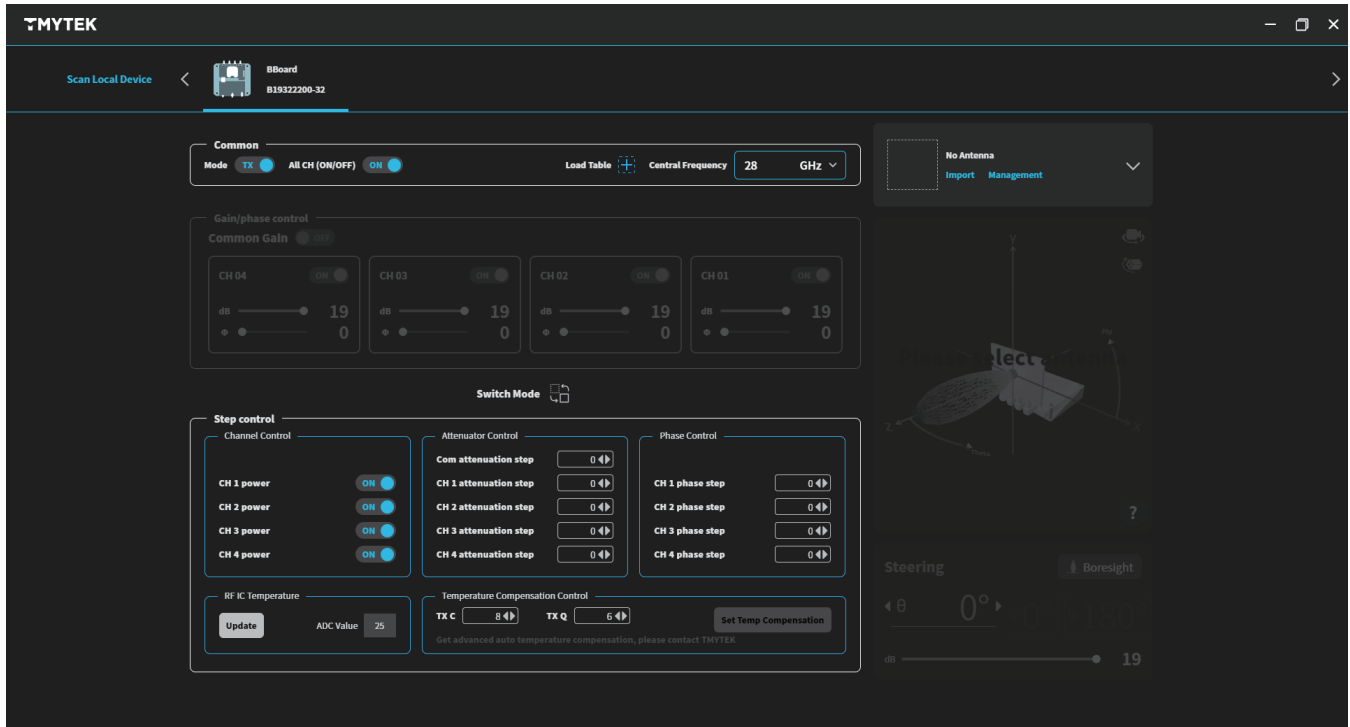 TMYTEK
Scan Local Device
BBoard
B19322200-32
Common
Mode TX All CH (ON/OFF) ON Load Table Central Frequency 28 GHz
No Antenna
Import Management
Gain/phase control
Common Gain OFF
CH 04 ON CH 03 ON CH 02 ON CH 01 ON
dB 19 dB 19 dB 19 dB 19
Φ 0 Φ 0 Φ 0 Φ 0
Y
Phi
Please select
Z
X
Theta
?
Switch Mode
Step control
Channel Control
CH 1 power ON
CH 2 power ON
CH 3 power ON
CH 4 power ON
Attenuator Control
Com attenuation step 0
CH 1 attenuation step 0
CH 2 attenuation step 0
CH 3 attenuation step 0
CH 4 attenuation step 0
Phase Control
CH 1 phase step 0
CH 2 phase step 0
CH 3 phase step 0
CH 4 phase step 0
RF IC Temperature
Update ADC Value 25
Temperature Compensation Control
TX C 8 TX Q 6 Set Temp Compensation
Get advanced auto temperature compensation, please contact TMYTEK
Steering Boresight
θ 0° 0 180
dB 19